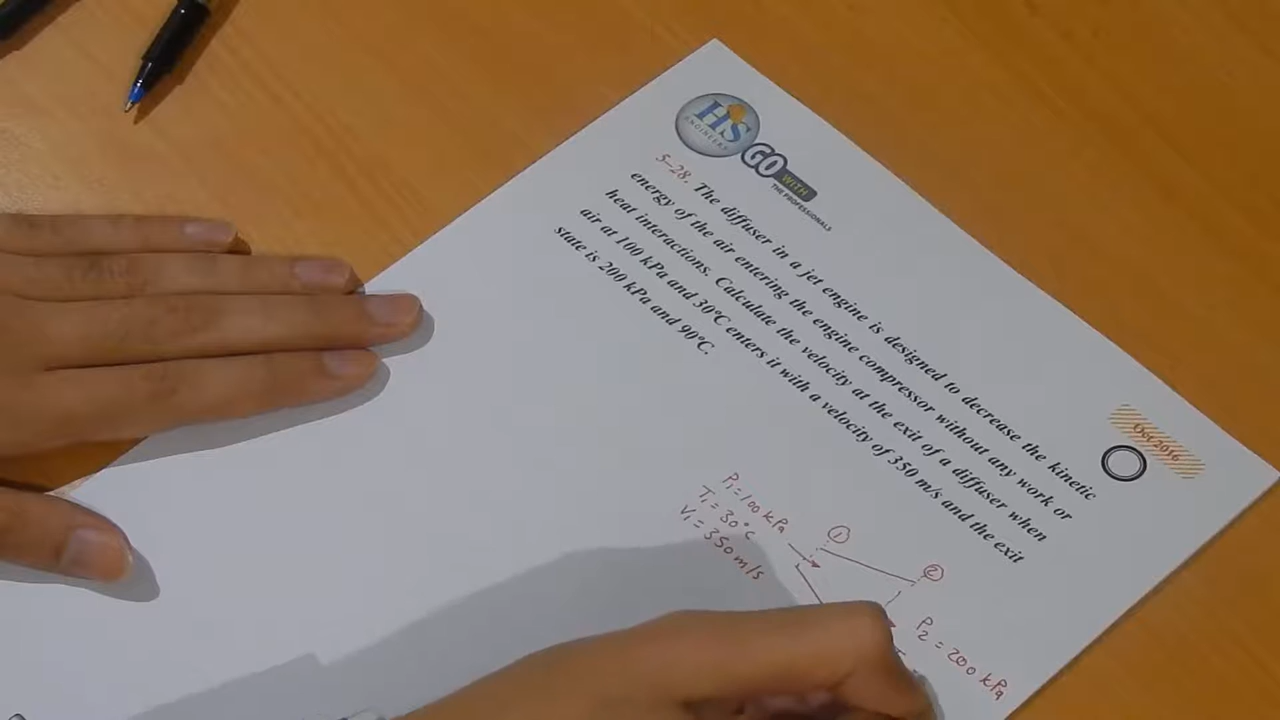 HiS
ENGINEERS
GO
WITH
THE PROFESSIONALS
5–28. The diffuser in a jet engine is designed to decrease the kinetic
energy of the air entering the engine compressor without any work or
heat interactions. Calculate the velocity at the exit of a diffuser when
air at 100 kPa and 30°C enters it with a velocity of 350 m/s and the exit
state is 200 kPa and 90°C.
Oct/2016
P₁=100 kPa
T₁=30°C
V₁=350 m/s
①
②
P₂=200 kPa